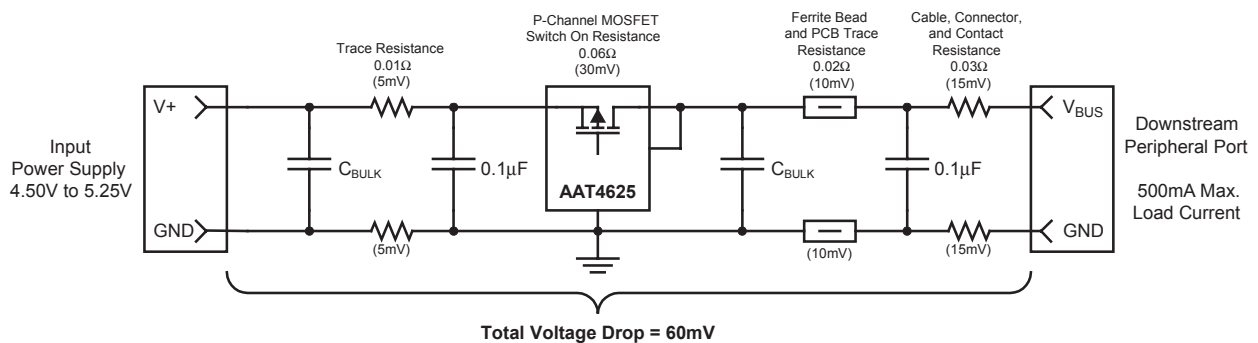 P-Channel MOSFET
Switch On Resistance
0.06Ω
(30mV)
Ferrite Bead
and PCB Trace
Resistance
0.02Ω
(10mV)
Cable, Connector,
and Contact
Resistance
0.03Ω
(15mV)
Trace Resistance
0.01Ω
(5mV)
Input
Power Supply
4.50V to 5.25V
V+
GND
CBULK
0.1µF
AAT4625
CBULK
0.1µF
VBUS
GND
Downstream
Peripheral Port
500mA Max.
Load Current
(5mV)
(10mV)
(15mV)
Total Voltage Drop = 60mV